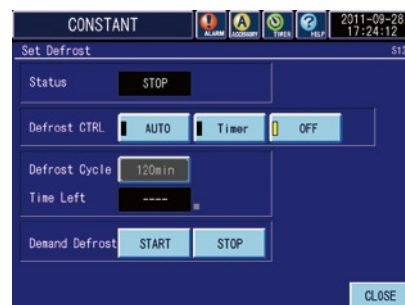 CONSTANT
ALARM ACCESSORY TIMER HELP
2011-09-28
17:24:12
Set Defrost S13
Status STOP
Defrost CTRL AUTO Timer OFF
Defrost Cycle 120min
Time Left ----
Demand Defrost START STOP
CLOSE